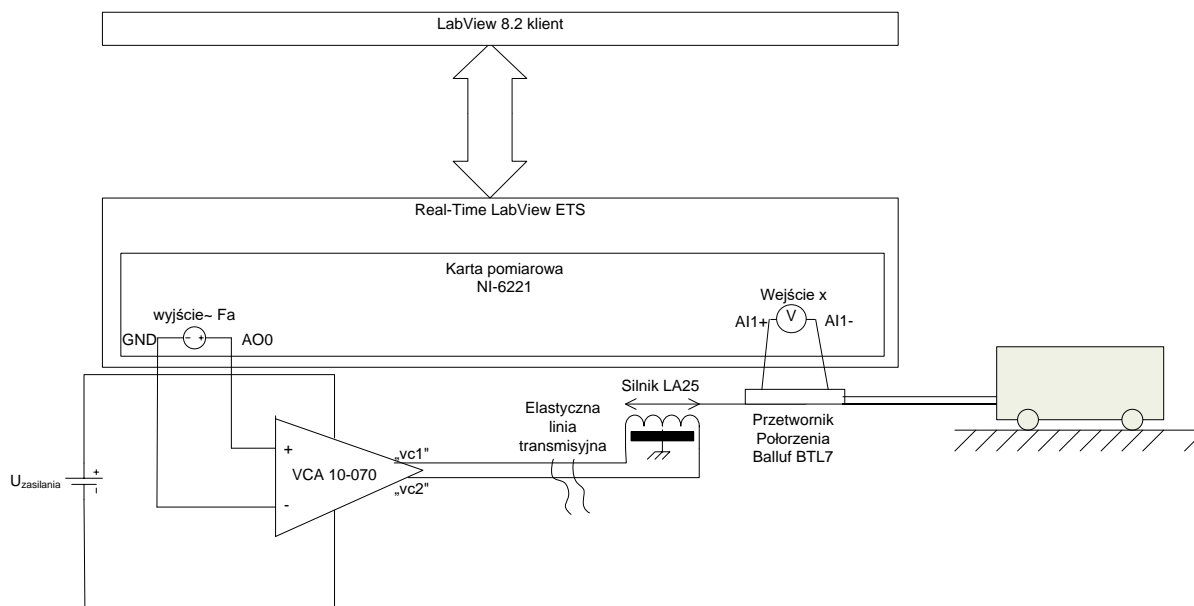 LabView 8.2 klient
Real-Time LabView ETS
Karta pomiarowa
NI-6221
wyjście~ Fa
GND
AO0
Wejście x
AI1+
V
AI1-
Silnik LA25
Elastyczna
linia
transmisyjna
Przetwornik
Połorzenia
Balluf BTL7
+
VCA 10-070
-
„vc1"
„vc2"
Uzasilania
+
–
- +